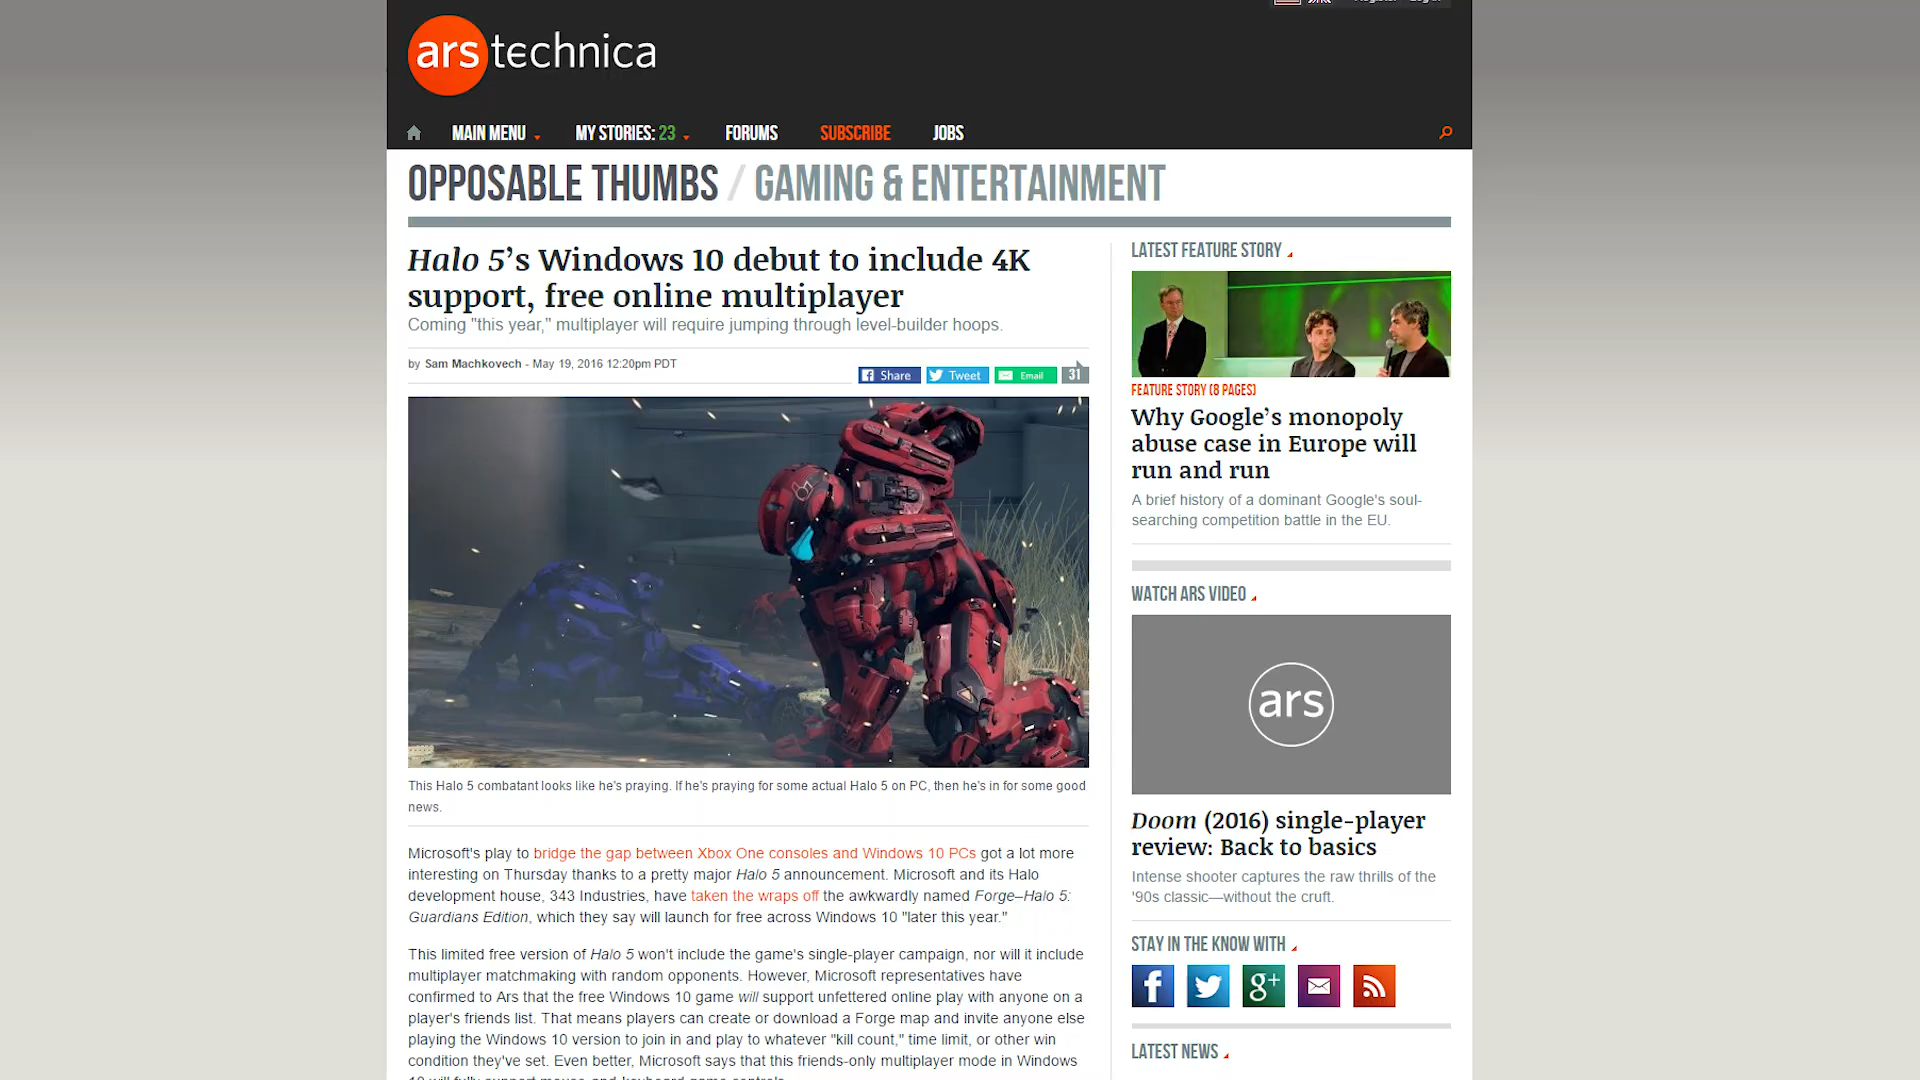 ars technica
MAIN MENU
MY STORIES: 23
FORUMS
SUBSCRIBE
JOBS
OPPOSABLE THUMBS / GAMING & ENTERTAINMENT
Halo 5's Windows 10 debut to include 4K
support, free online multiplayer
Coming "this year," multiplayer will require jumping through level-builder hoops.
by Sam Machkovech - May 19, 2016 12:20pm PDT
Share
Tweet
Email
31
This Halo 5 combatant looks like he's praying. If he's praying for some actual Halo 5 on PC, then he's in for some good
news.
Microsoft's play to bridge the gap between Xbox One consoles and Windows 10 PCs got a lot more
interesting on Thursday thanks to a pretty major Halo 5 announcement. Microsoft and its Halo
development house, 343 Industries, have taken the wraps off the awkwardly named Forge–Halo 5:
Guardians Edition, which they say will launch for free across Windows 10 "later this year."
This limited free version of Halo 5 won't include the game's single-player campaign, nor will it include
multiplayer matchmaking with random opponents. However, Microsoft representatives have
confirmed to Ars that the free Windows 10 game will support unfettered online play with anyone on a
player's friends list. That means players can create or download a Forge map and invite anyone else
playing the Windows 10 version to join in and play to whatever "kill count," time limit, or other win
condition they've set. Even better, Microsoft says that this friends-only multiplayer mode in Windows
LATEST FEATURE STORY
FEATURE STORY (8 PAGES)
Why Google's monopoly
abuse case in Europe will
run and run
A brief history of a dominant Google's soul-
searching competition battle in the EU.
WATCH ARS VIDEO
ars
Doom (2016) single-player
review: Back to basics
Intense shooter captures the raw thrills of the
'90s classic—without the cruft.
STAY IN THE KNOW WITH
g+
LATEST NEWS